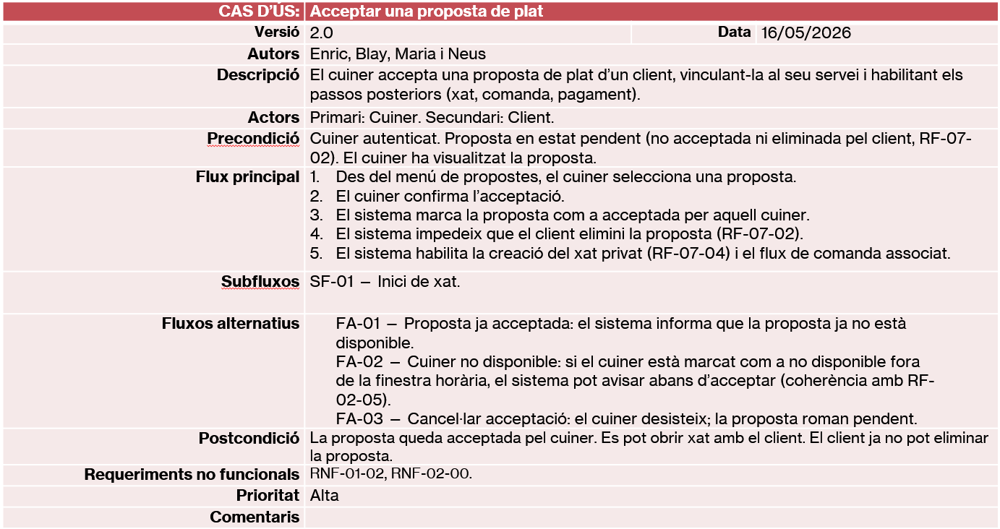 CAS D’ÚS: Acceptar una proposta de plat
Versió 2.0 Data 16/05/2026
Autors Enric, Blay, Maria i Neus
Descripció El cuiner accepta una proposta de plat d’un client, vinculant-la al seu servei i habilitant els
passos posteriors (xat, comanda, pagament).
Actors Primari: Cuiner. Secundari: Client.
Precondició Cuiner autenticat. Proposta en estat pendent (no acceptada ni eliminada pel client, RF-07-
02). El cuiner ha visualitzat la proposta.
Flux principal 1. Des del menú de propostes, el cuiner selecciona una proposta.
2. El cuiner confirma l’acceptació.
3. El sistema marca la proposta com a acceptada per aquell cuiner.
4. El sistema impedeix que el client elimini la proposta (RF-07-02).
5. El sistema habilita la creació del xat privat (RF-07-04) i el flux de comanda associat.
Subfluxos SF-01 – Inici de xat.
Fluxos alternatius FA-01 – Proposta ja acceptada: el sistema informa que la proposta ja no està
disponible.
FA-02 – Cuiner no disponible: si el cuiner està marcat com a no disponible fora
de la finestra horària, el sistema pot avisar abans d’acceptar (coherència amb RF-
02-05).
FA-03 – Cancel·lar acceptació: el cuiner desisteix; la proposta roman pendent.
Postcondició La proposta queda acceptada pel cuiner. Es pot obrir xat amb el client. El client ja no pot eliminar
la proposta.
Requeriments no funcionals RNF-01-02, RNF-02-00.
Prioritat Alta
Comentaris